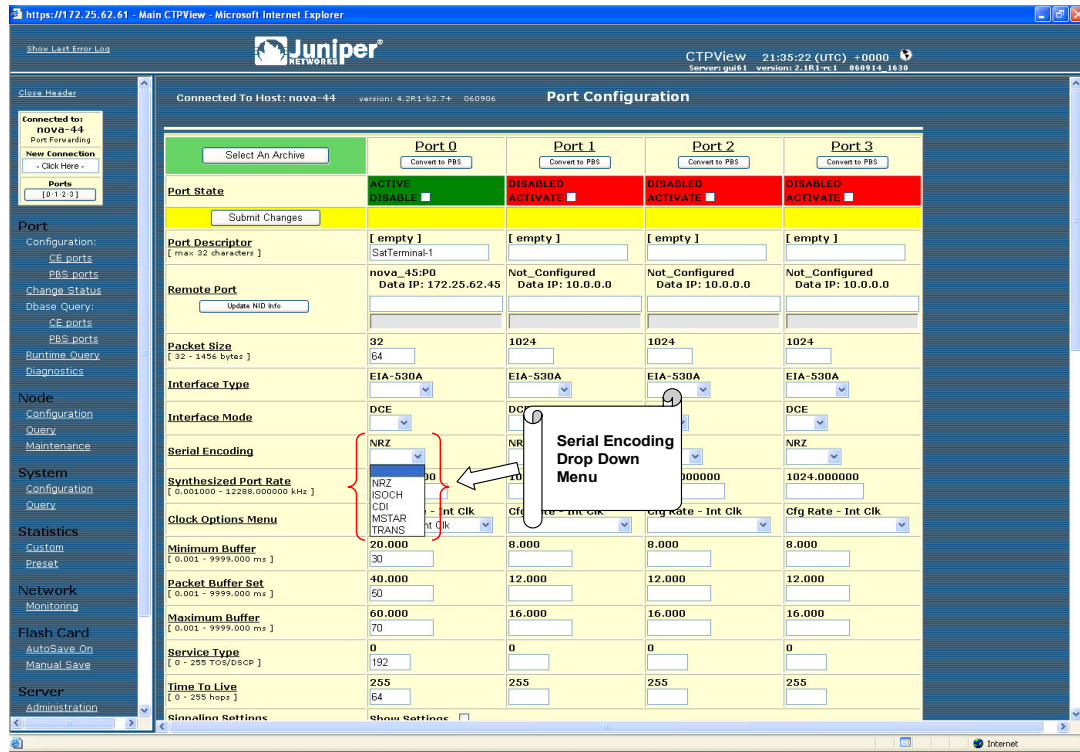 https://172.25.62.61 - Main CTPView - Microsoft Internet Explorer
Show Last Error Log
Juniper®
NETWORKS
CTPView 21:35:22 (UTC) +0000
Server: gui61 version: 2.1R1-rc1 060914_1630
Close Header
Connected to:
nova-44
Port Forwarding
New Connection
- Click Here -
Ports
[0·1·2·3]
Port
Configuration:
CE ports
PBS ports
Change Status
Dbase Query:
CE ports
PBS ports
Runtime Query
Diagnostics
Node
Configuration
Query
Maintenance
System
Configuration
Query
Statistics
Custom
Preset
Network
Monitoring
Flash Card
AutoSave On
Manual Save
Server
Administration
Connected To Host: nova-44 version: 4.2R1-b2.7+ 060906 Port Configuration
Select An Archive Port 0 Port 1 Port 2 Port 3
Convert to PBS Convert to PBS Convert to PBS Convert to PBS
Port State ACTIVE DISABLED DISABLED DISABLED
DISABLE ACTIVATE ACTIVATE ACTIVATE
Submit Changes
Port Descriptor [ empty ] [ empty ] [ empty ] [ empty ]
[ max 32 characters ] SatTerminal-1
Remote Port nova_45:P0 Not_Configured Not_Configured Not_Configured
Data IP: 172.25.62.45 Data IP: 10.0.0.0 Data IP: 10.0.0.0 Data IP: 10.0.0.0
Update NID Info
Packet Size 32 1024 1024 1024
[ 32 - 1456 bytes ] 64
Interface Type EIA-530A EIA-530A EIA-530A EIA-530A
Interface Mode DCE DCE
Serial Encoding NRZ NR NRZ
NRZ
ISOCH
CDI
MSTAR
TRANS
Serial Encoding
Drop Down
Menu
Synthesized Port Rate 1024.000000
[ 0.001000 - 12288.000000 kHz ]
Clock Options Menu - Int Clk Cfg Rate - Int Clk Cfg Rate - Int Clk Cfg Rate - Int Clk
nt Clk
Minimum Buffer 20.000 8.000 8.000 8.000
[ 0.001 - 9999.000 ms ] 30
Packet Buffer Set 40.000 12.000 12.000 12.000
[ 0.001 - 9999.000 ms ] 50
Maximum Buffer 60.000 16.000 16.000 16.000
[ 0.001 - 9999.000 ms ] 70
Service Type 0 0 0 0
[ 0 - 255 TOS/DSCP ] 192
Time To Live 255 255 255 255
[ 0 - 255 hops ] 64
Signaling Settings Show Settings
Internet